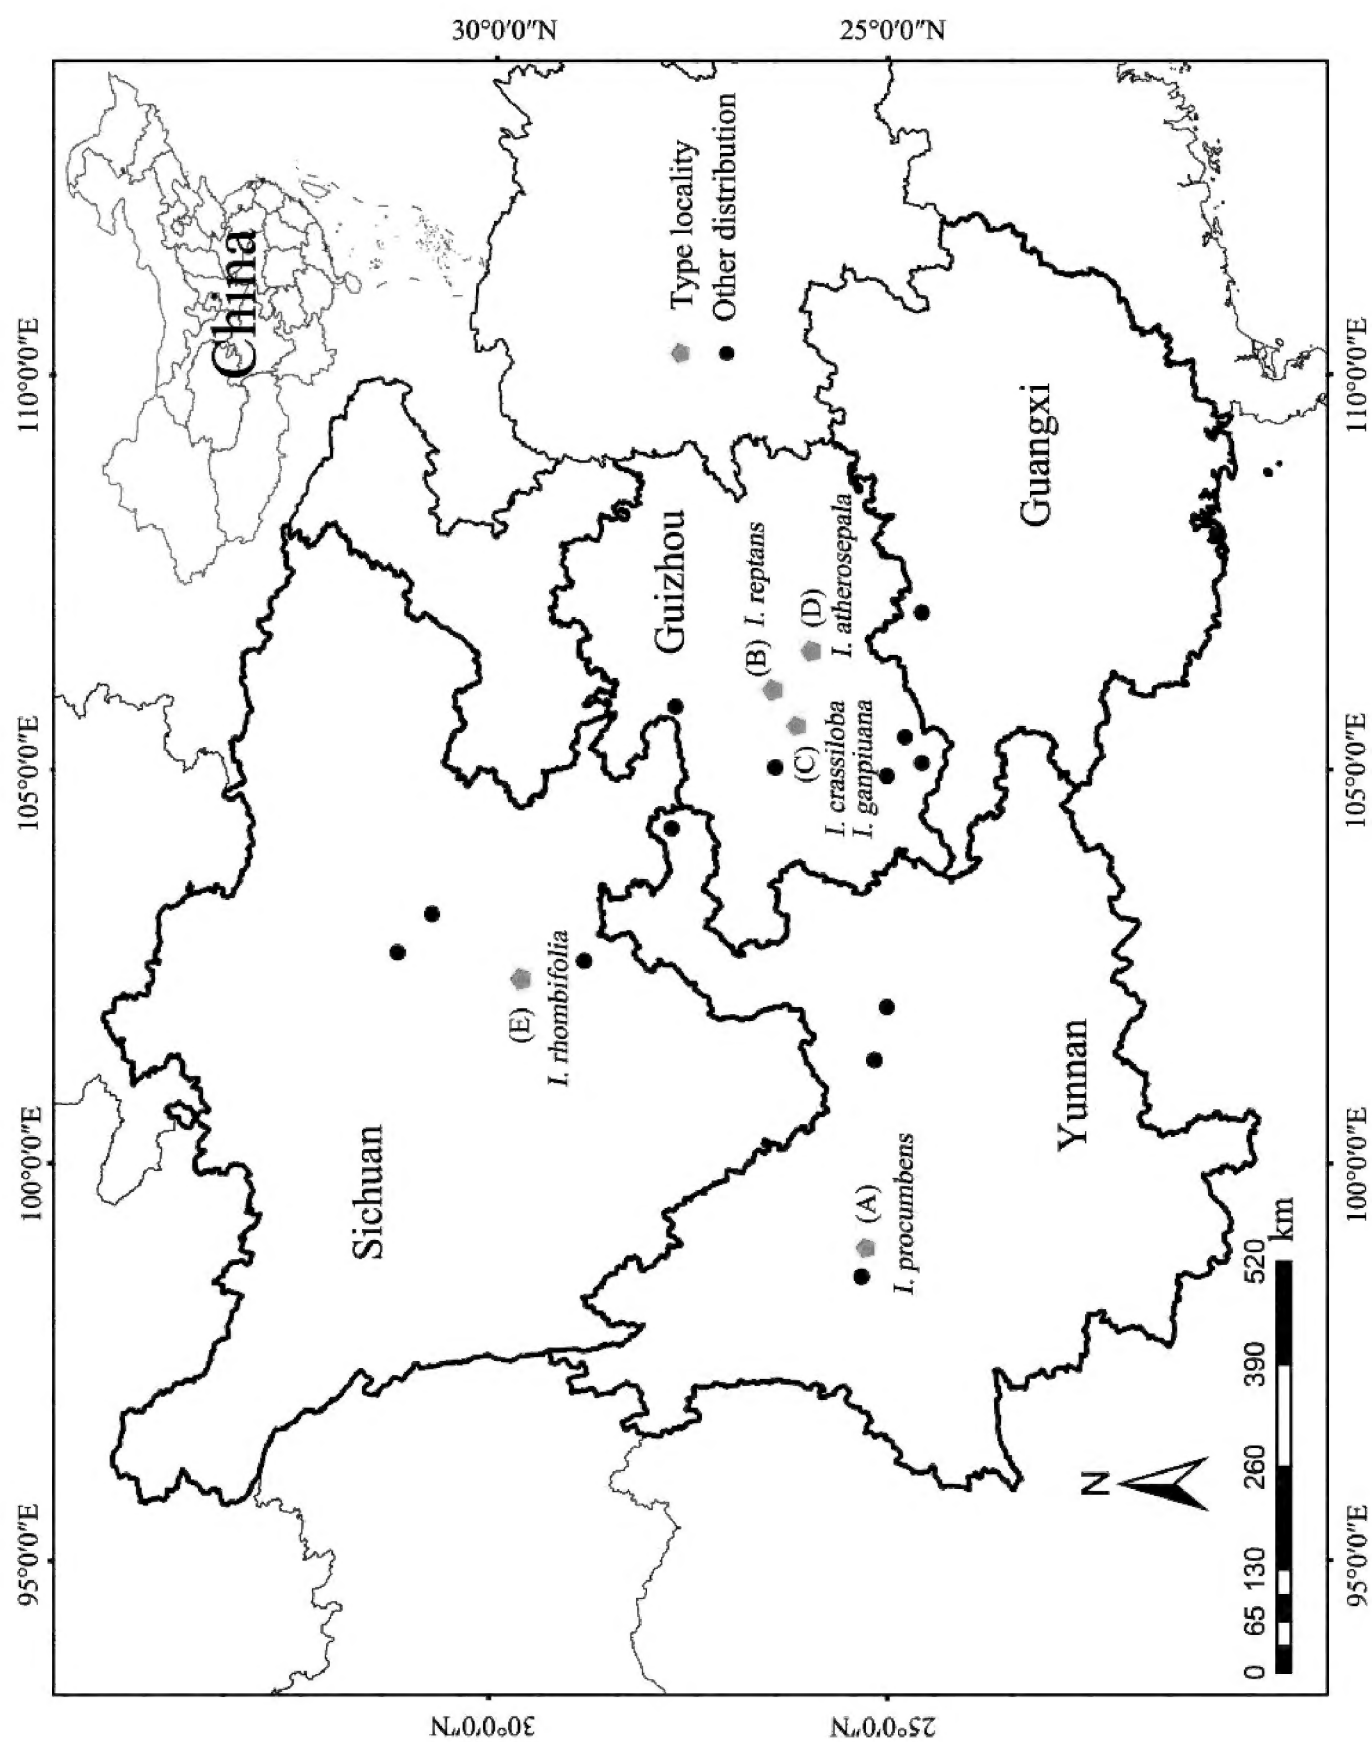 95°0′0″E
100°0′0″E
105°0′0″E
110°0′0″E
China
Sichuan
30°0′0″N
30°0′0″N
(E)
I. rhombifolia
Guizhou
Type locality
Other distribution
(B) I. reptans
(C)
I. crassiloba
I. ganpiuana
(D)
I. atherosepala
(A)
I. procumbens
25°0′0″N
25°0′0″N
Guangxi
Yunnan
N
0 65 130 260 390 520
km
95°0′0″E
100°0′0″E
105°0′0″E
110°0′0″E